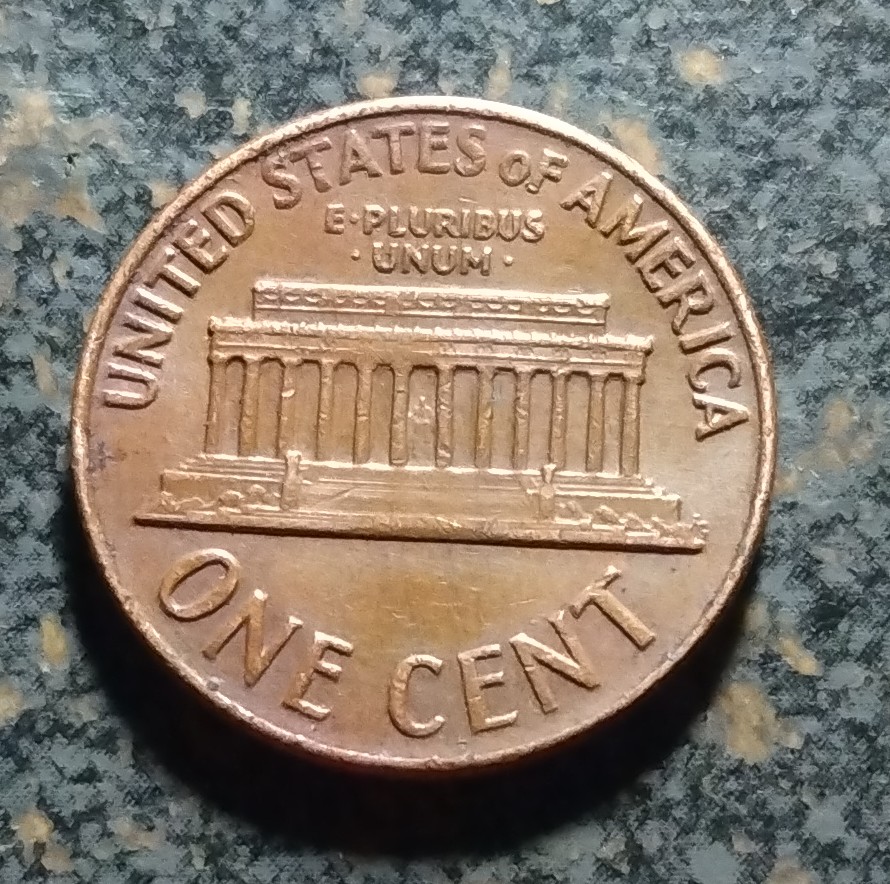 UNITED STATES OF AMERICA
E·PLURIBUS
·UNUM·
ONE CENT